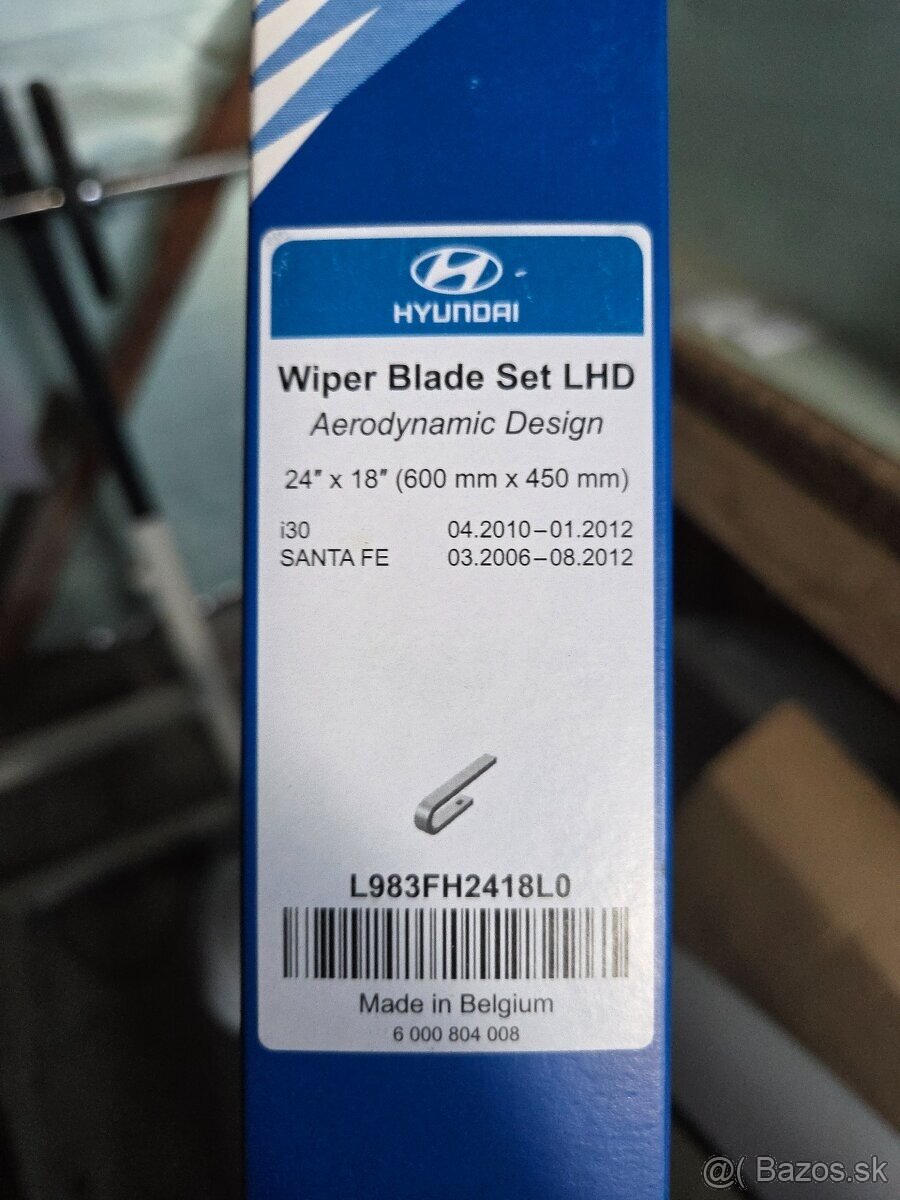 HYUNDAI
Wiper Blade Set LHD
Aerodynamic Design
24" x 18" (600 mm x 450 mm)
i30 04.2010–01.2012
SANTA FE 03.2006–08.2012
L983FH2418L0
Made in Belgium
6 000 804 008
@( Bazos.sk